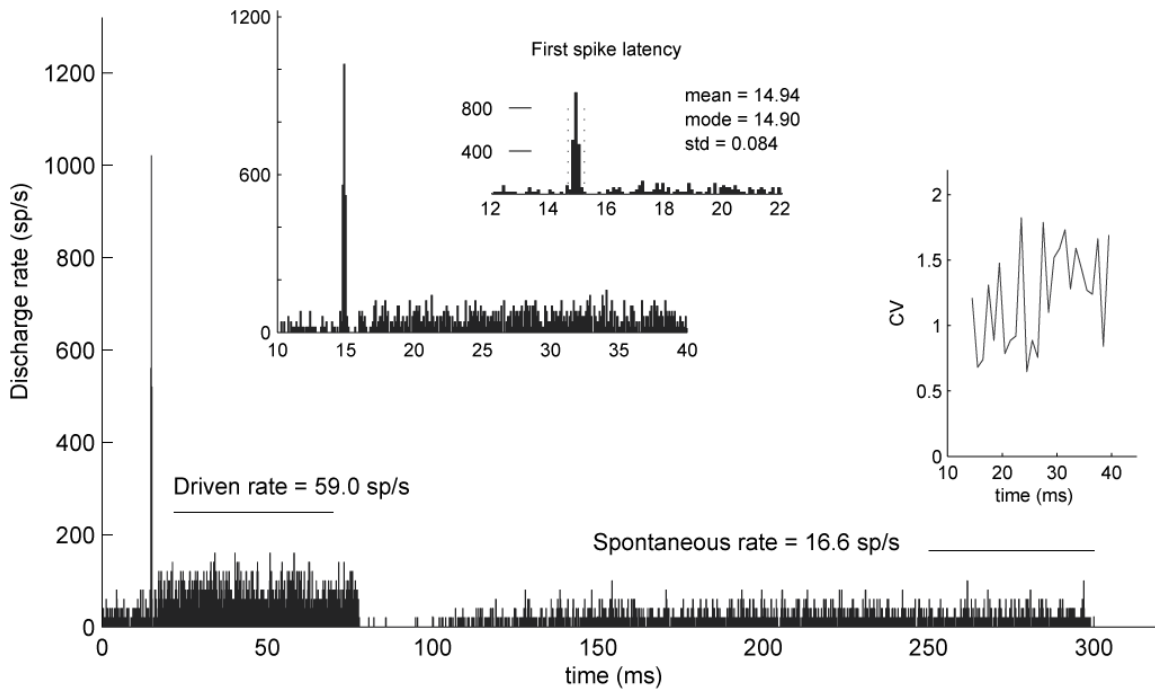 1200
600
0
10 15 20 25 30 35 40
First spike latency
800
400
12 14 16 18 20 22
mean = 14.94
mode = 14.90
std = 0.084
2
1.5
1
0.5
0
CV
10 20 30 40
time (ms)
1200
1000
800
600
400
200
0
Discharge rate (sp/s)
Driven rate = 59.0 sp/s
Spontaneous rate = 16.6 sp/s
0 50 100 150 200 250 300
time (ms)